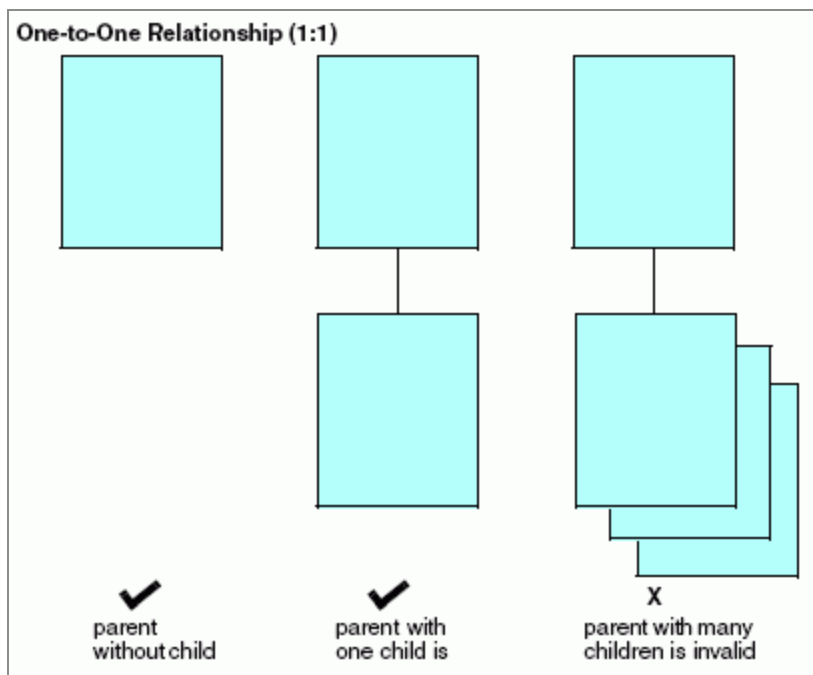 One-to-One Relationship (1:1)
parent
without child
parent with
one child is
X
parent with many
children is invalid